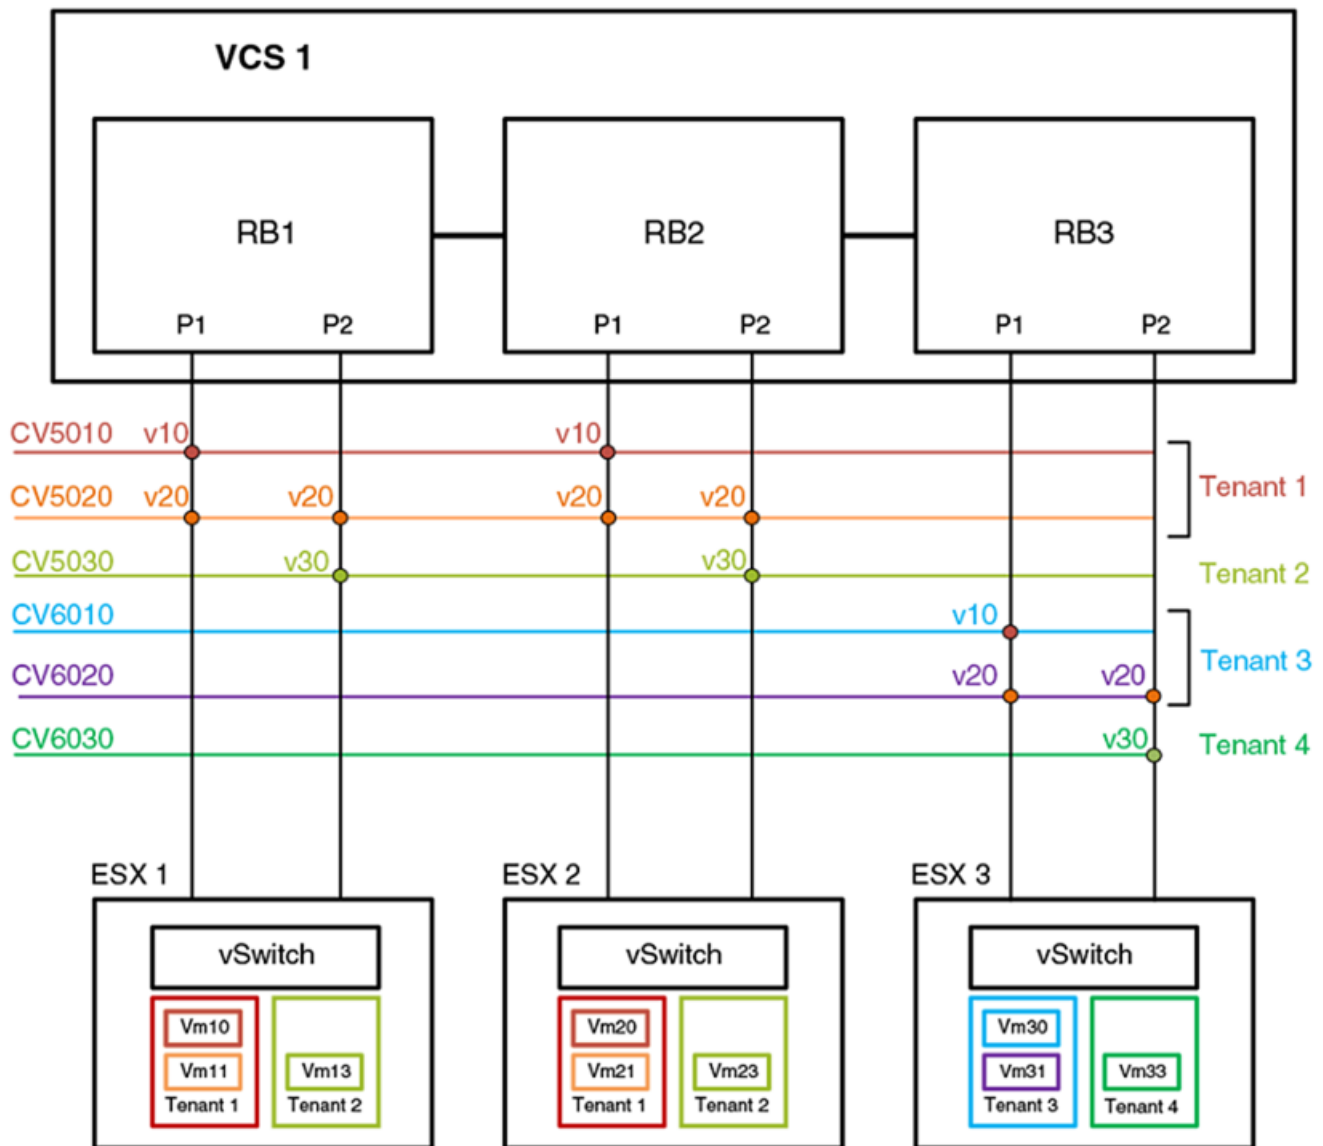 VCS 1
RB1 RB2 RB3
P1 P2 P1 P2 P1 P2
CV5010 v10 v10
Tenant 1
CV5020 v20 v20 v20 v20
CV5030 v30 v30 Tenant 2
CV6010 v10
Tenant 3
CV6020 v20 v20
CV6030 v30 Tenant 4
ESX 1 ESX 2 ESX 3
vSwitch vSwitch vSwitch
Vm10 Vm20 Vm30
Vm11 Vm13 Vm21 Vm23 Vm31 Vm33
Tenant 1 Tenant 2 Tenant 1 Tenant 2 Tenant 3 Tenant 4